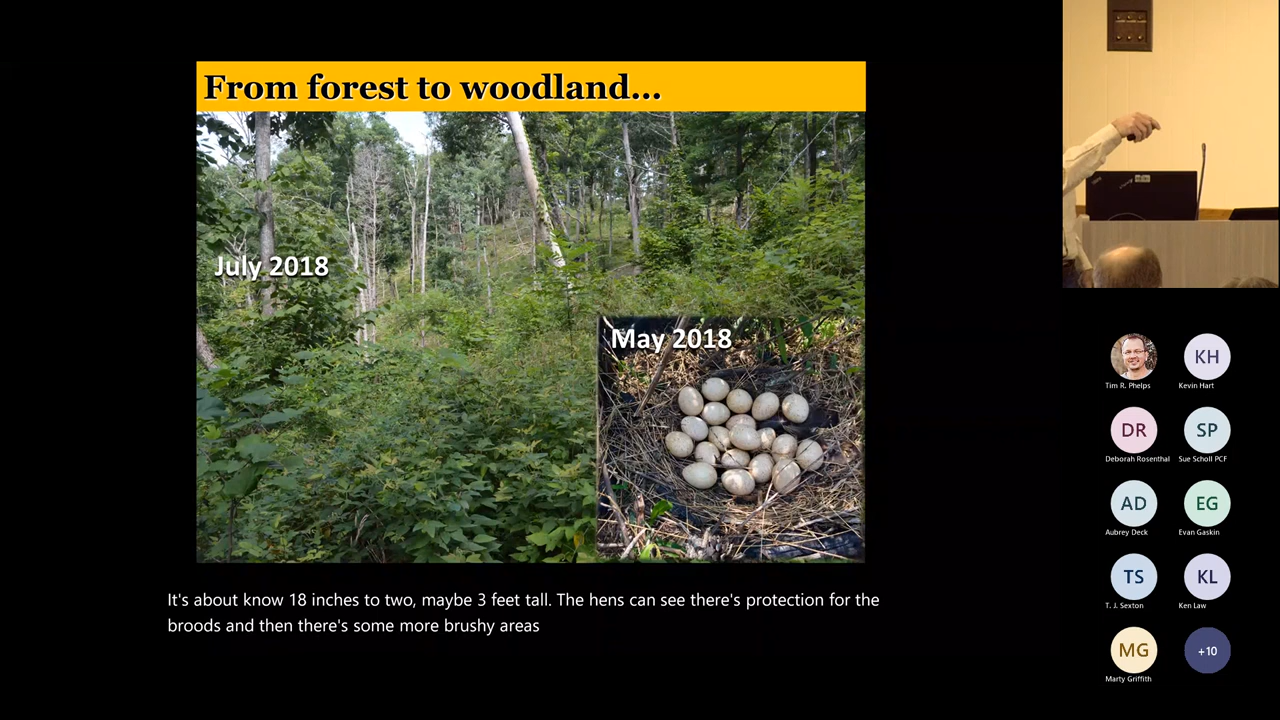 From forest to woodland...
July 2018
May 2018
It's about know 18 inches to two, maybe 3 feet tall. The hens can see there's protection for the
broods and then there's some more brushy areas
Tim R. Phelps
KH
Kevin Hart
DR
Deborah Rosenthal
SP
Sue Scholl PCF
AD
Aubrey Deck
EG
Evan Gaskin
TS
T. J. Sexton
KL
Ken Law
MG
Marty Griffith
+10